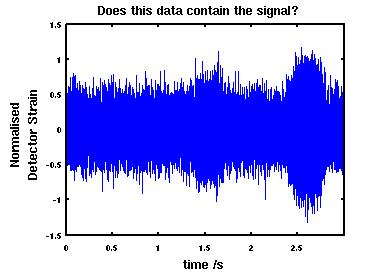 Does this data contain the signal?
1.5
1
0.5
0
-0.5
-1
-1.5
Normalised
Detector Strain
0 0.5 1 1.5 2 2.5
time /s